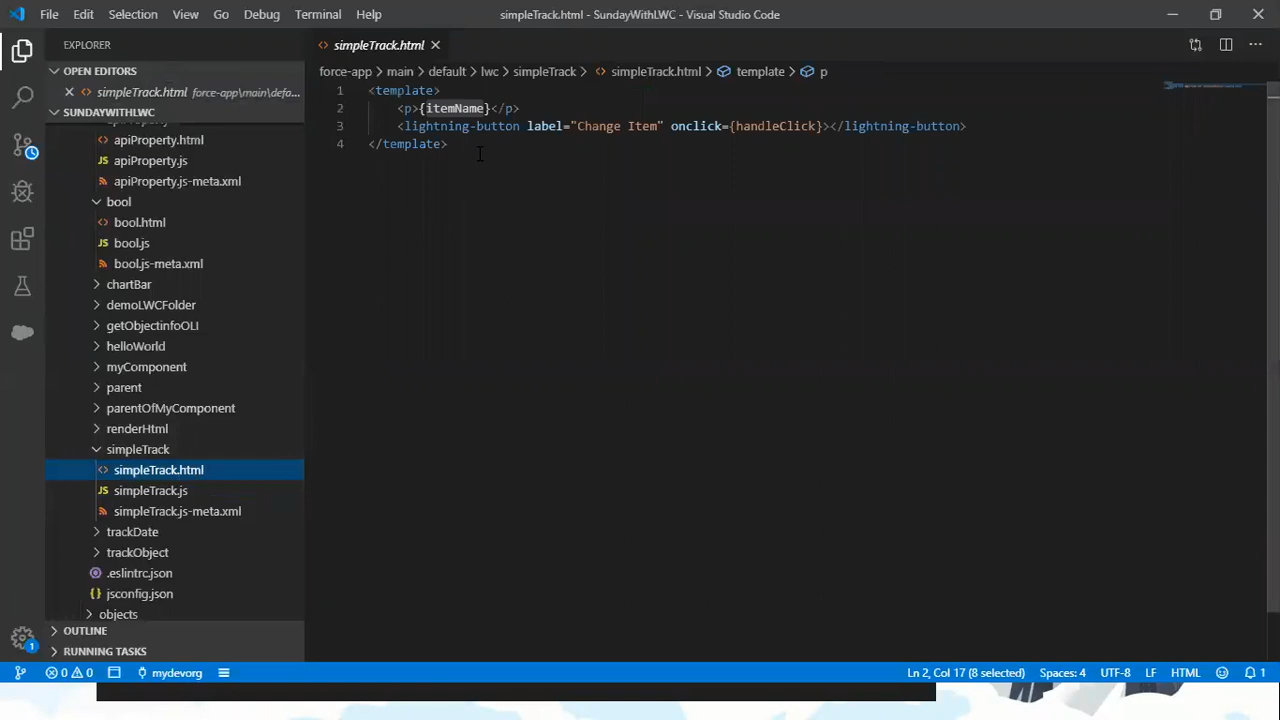 File Edit Selection View Go Debug Terminal Help
simpleTrack.html - SundayWithLWC - Visual Studio Code
EXPLORER
OPEN EDITORS
simpleTrack.html force-app\main\defa...
SUNDAYWITHLWC
apiProperty.html
apiProperty.js
apiProperty.js-meta.xml
bool
bool.html
bool.js
bool.js-meta.xml
chartBar
demoLWCFolder
getObjectinfoOLI
helloWorld
myComponent
parent
parentOfMyComponent
renderHtml
simpleTrack
simpleTrack.html
simpleTrack.js
simpleTrack.js-meta.xml
trackDate
trackObject
.eslintrc.json
jsconfig.json
objects
OUTLINE
RUNNING TASKS
simpleTrack.html
force-app > main > default > lwc > simpleTrack > simpleTrack.html > template > p
1 <template>
2 <p>{itemName}</p>
3 <lightning-button label="Change Item" onclick={handleClick}></lightning-button>
4 </template>
0 0 mydevorg
Ln 2, Col 17 (8 selected) Spaces: 4 UTF-8 LF HTML 1